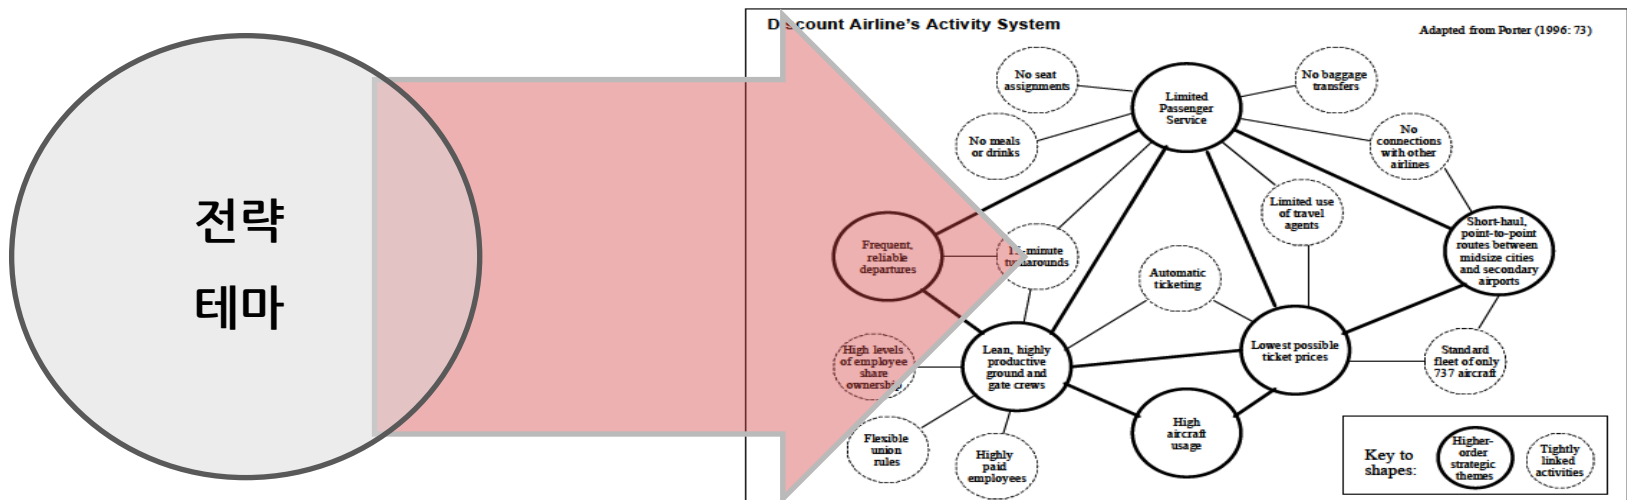 전략
테마
Discount Airline's Activity System
Adapted from Porter (1996: 73)
No seat
assignments
Limited
Passenger
Service
No baggage
transfers
No meals
or drinks
No
connections
with other
airlines
Limited use
of travel
agents
Short-haul,
point-to-point
routes between
midsize cities
and secondary
airports
Frequent,
reliable
departures
-minute
turnarounds
Automatic
ticketing
High levels
of employee
share
ownership
Lean, highly
productive
ground and
gate crews
Lowest possible
ticket prices
Standard
fleet of only
737 aircraft
High
aircraft
usage
Flexible
union
rules
Highly
paid
employees
Key to
shapes:
Higher-
order
strategic
themes
Tightly
linked
activities